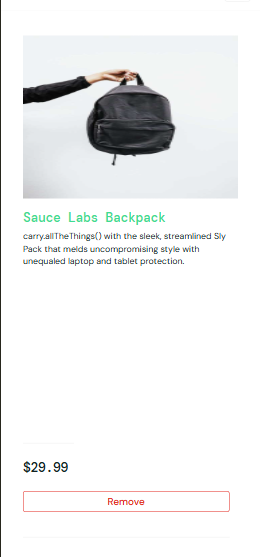 Sauce Labs Backpack
carry.allTheThings() with the sleek, streamlined Sly
Pack that melds uncompromising style with
unequaled laptop and tablet protection.
$29.99
Remove